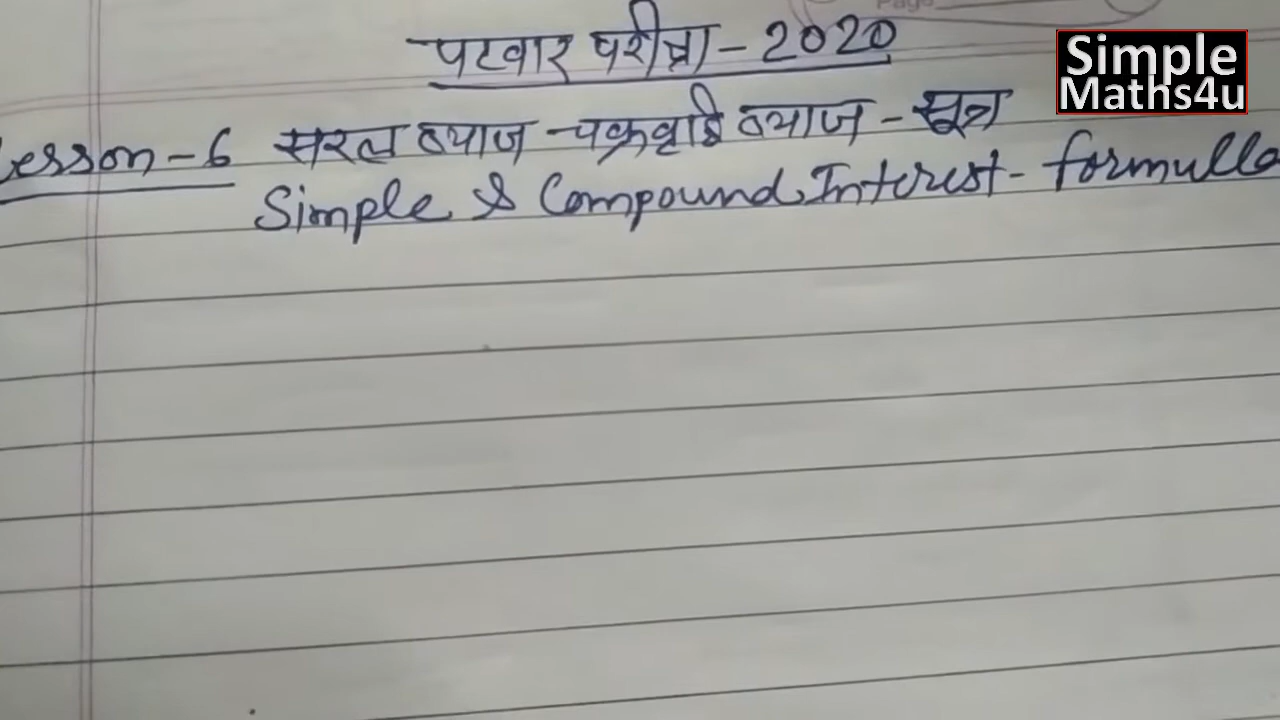 पटवार परीक्षा - 2020
Simple
Maths4u
Lesson - 6 सरल ब्याज - चक्रवृद्धि ब्याज - सूत्र
Simple & Compound Interest - formulla